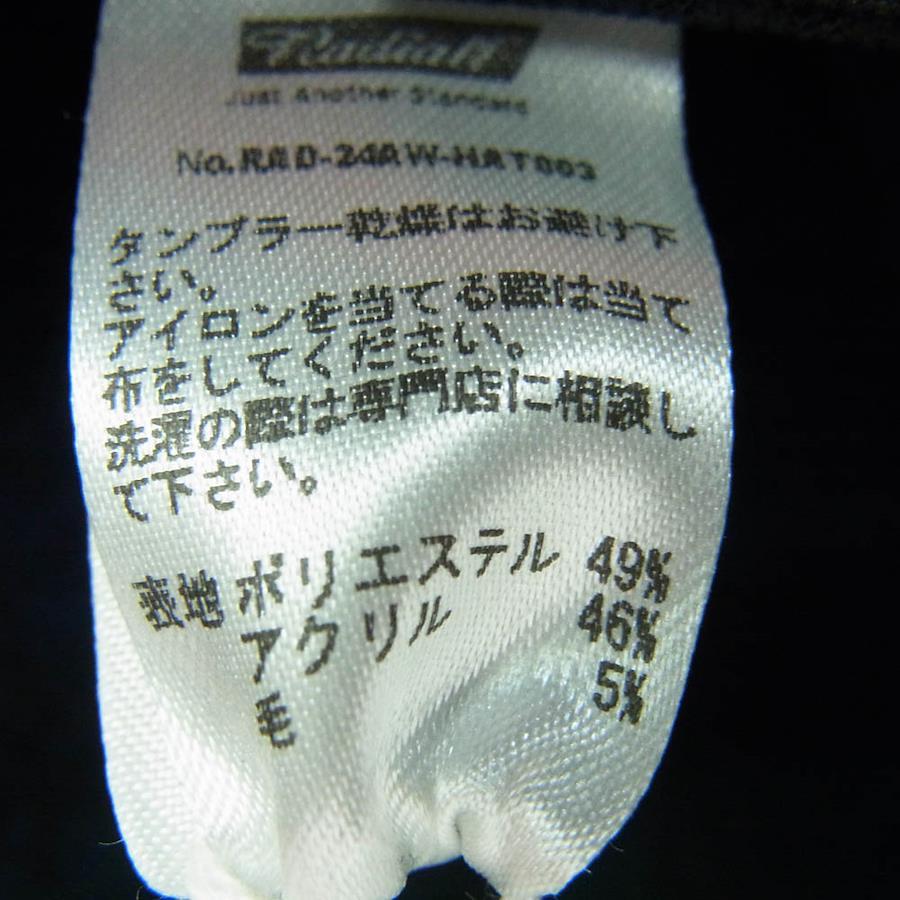 Radiall
Just Another Standard
No.RAD-24AW-HAT003
タンブラー乾燥はお避け下
さい。
アイロンを当てる際は当て
布をしてください。
洗濯の際は専門店に相談し
て下さい。
表地 ポリエステル 49%
アクリル 46%
毛 5%